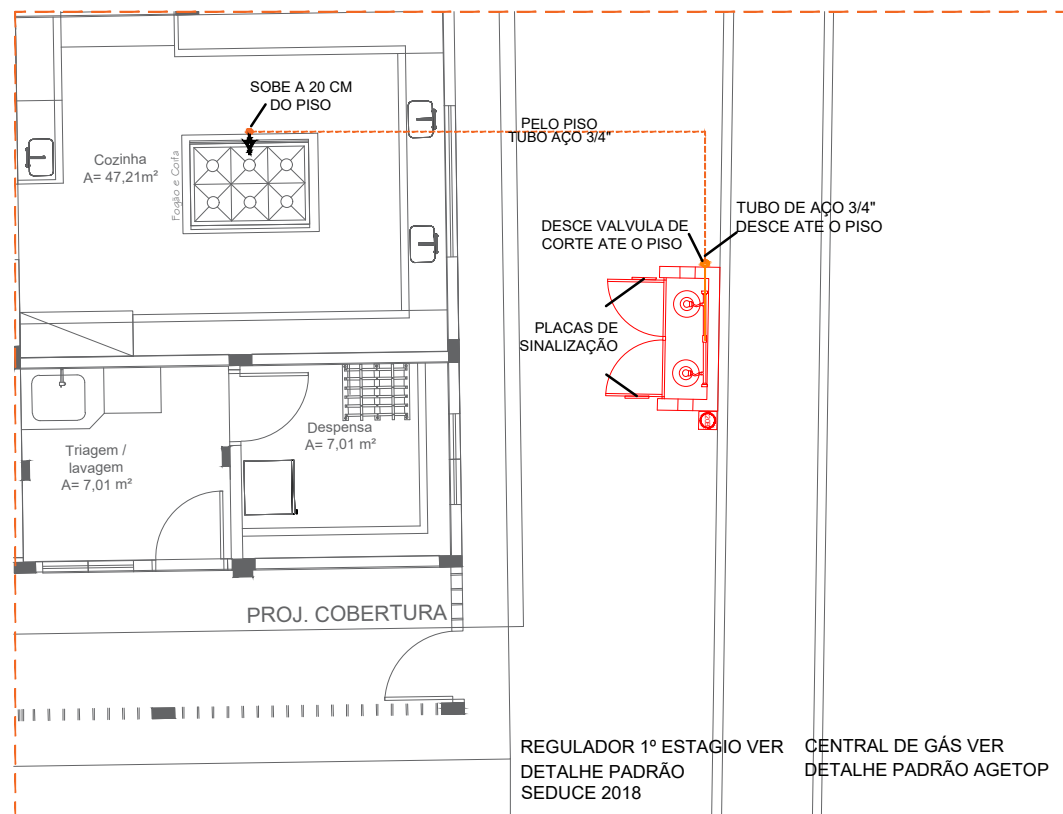 SOBE A 20 CM
DO PISO
PELO PISO
TUBO AÇO 3/4"
Cozinha
A= 47,21m²
Fogão e Coifa
DESCE VALVULA DE
CORTE ATE O PISO
TUBO DE AÇO 3/4"
DESCE ATE O PISO
PLACAS DE
SINALIZAÇÃO
Despensa
A= 7,01 m²
Triagem /
lavagem
A= 7,01 m²
PROJ. COBERTURA
REGULADOR 1º ESTAGIO VER
DETALHE PADRÃO
SEDUCE 2018
CENTRAL DE GÁS VER
DETALHE PADRÃO AGETOP